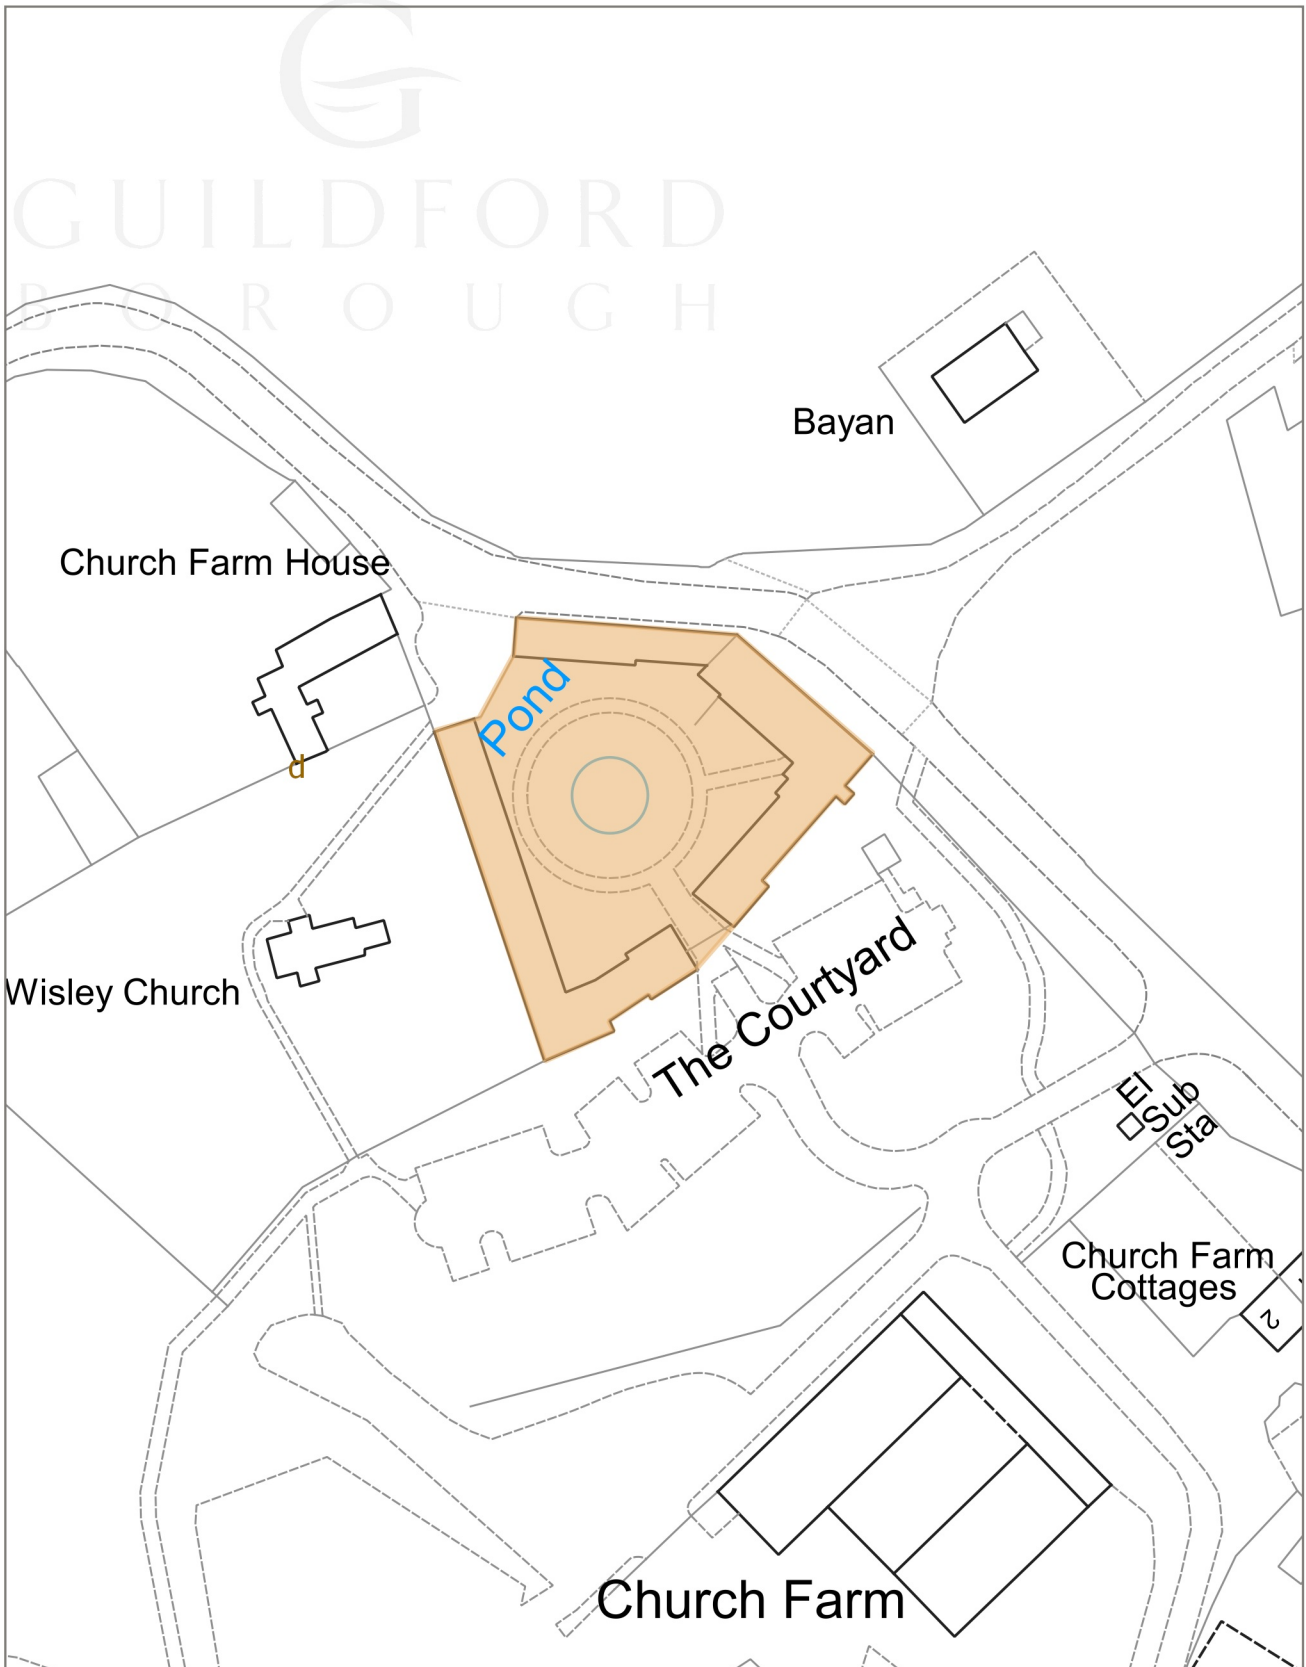 GUILDFORD
BOROUGH
Bayan
Church Farm House
Pond
d
Wisley Church
The Courtyard
El
Sub
Sta
Church Farm
Cottages
2
Church Farm